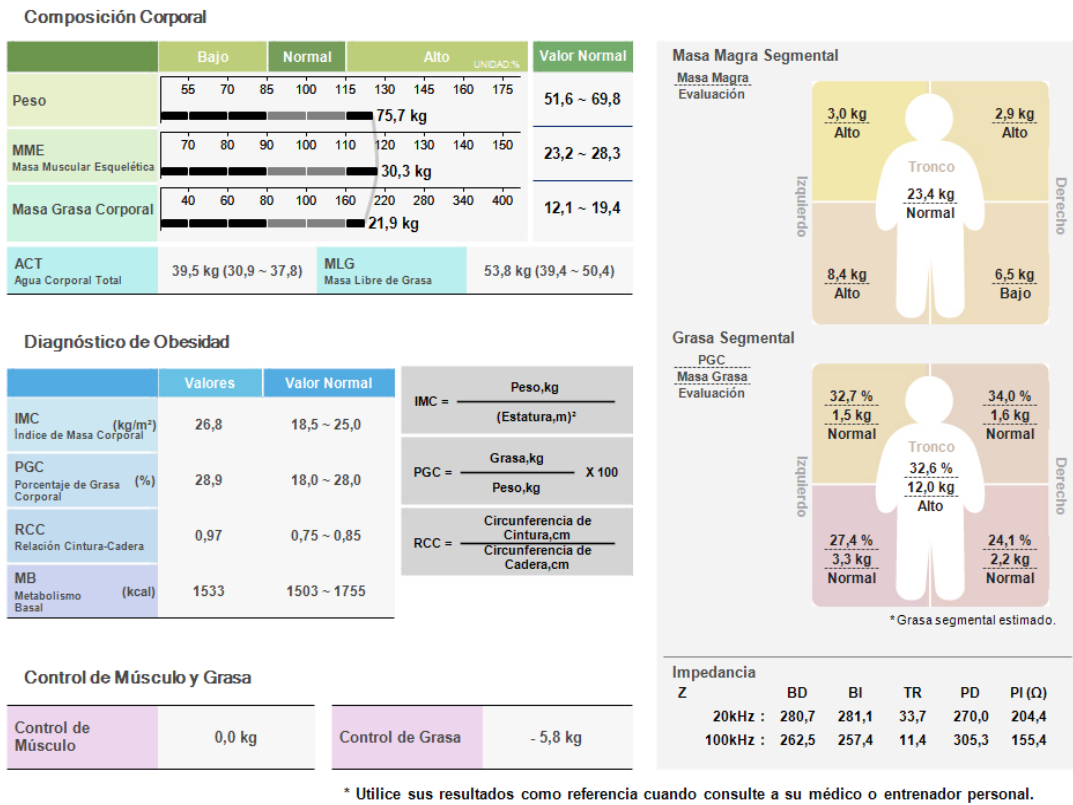 Composición Corporal
Bajo Normal Alto UNIDAD:% Valor Normal
55 70 85 100 115 130 145 160 175
Peso 75,7 kg 51,6 ~ 69,8
70 80 90 100 110 120 130 140 150
MME
Masa Muscular Esquelética 30,3 kg 23,2 ~ 28,3
40 60 80 100 160 220 280 340 400
Masa Grasa Corporal 21,9 kg 12,1 ~ 19,4
ACT
Agua Corporal Total
39,5 kg (30,9 ~ 37,8)
MLG
Masa Libre de Grasa
53,8 kg (39,4 ~ 50,4)
Diagnóstico de Obesidad
Valores Valor Normal
IMC (kg/m²)
Índice de Masa Corporal
26,8 18,5 ~ 25,0
PGC
Porcentaje de Grasa (%)
Corporal
28,9 18,0 ~ 28,0
RCC
Relación Cintura-Cadera
0,97 0,75 ~ 0,85
MB
Metabolismo (kcal)
Basal
1533 1503 ~ 1755
IMC = Peso,kg
(Estatura,m)²
PGC = Grasa,kg X 100
Peso,kg
RCC = Circunferencia de
Cintura,cm
Circunferencia de
Cadera,cm
Control de Músculo y Grasa
Control de
Músculo
0,0 kg
Control de Grasa
- 5,8 kg
Masa Magra Segmental
Masa Magra
Evaluación
3,0 kg
Alto
2,9 kg
Alto
Tronco
23,4 kg
Normal
Izquierdo
Derecho
8,4 kg
Alto
6,5 kg
Bajo
Grasa Segmental
PGC
Masa Grasa
Evaluación
32,7 %
1,5 kg
Normal
34,0 %
1,6 kg
Normal
Tronco
32,6 %
12,0 kg
Alto
Izquierdo
Derecho
27,4 %
3,3 kg
Normal
24,1 %
2,2 kg
Normal
* Grasa segmental estimado.
Impedancia
Z BD BI TR PD PI (Ω)
20kHz : 280,7 281,1 33,7 270,0 204,4
100kHz : 262,5 257,4 11,4 305,3 155,4
* Utilice sus resultados como referencia cuando consulte a su médico o entrenador personal.